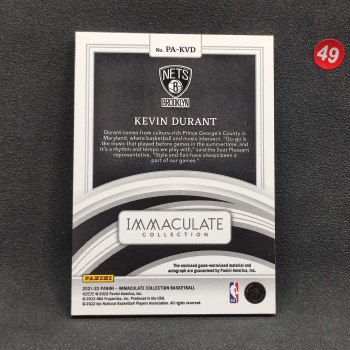 No. PA-KVD
49
NETS
B
BROOKLYN
KEVIN DURANT
Durant comes from culture-rich Prince George's County in
Maryland, where basketball and music intersect. "Go-go is
the music that played before games in the summertime, and
it's a rhythm and tempo we play with," said the Seat Pleasant
representative. "Style and flair have always been a
part of our games."
IMMACULATE
COLLECTION
The enclosed game-worn/used material and
autograph are guaranteed by Panini America, Inc.
PANINI
2021-22 PANINI – IMMACULATE COLLECTION BASKETBALL
© 2022 Panini America, Inc.
© 2022 NBA Properties, Inc. Produced in the USA.
© 2022 the National Basketball Players Association. All rights reserved.
NBA